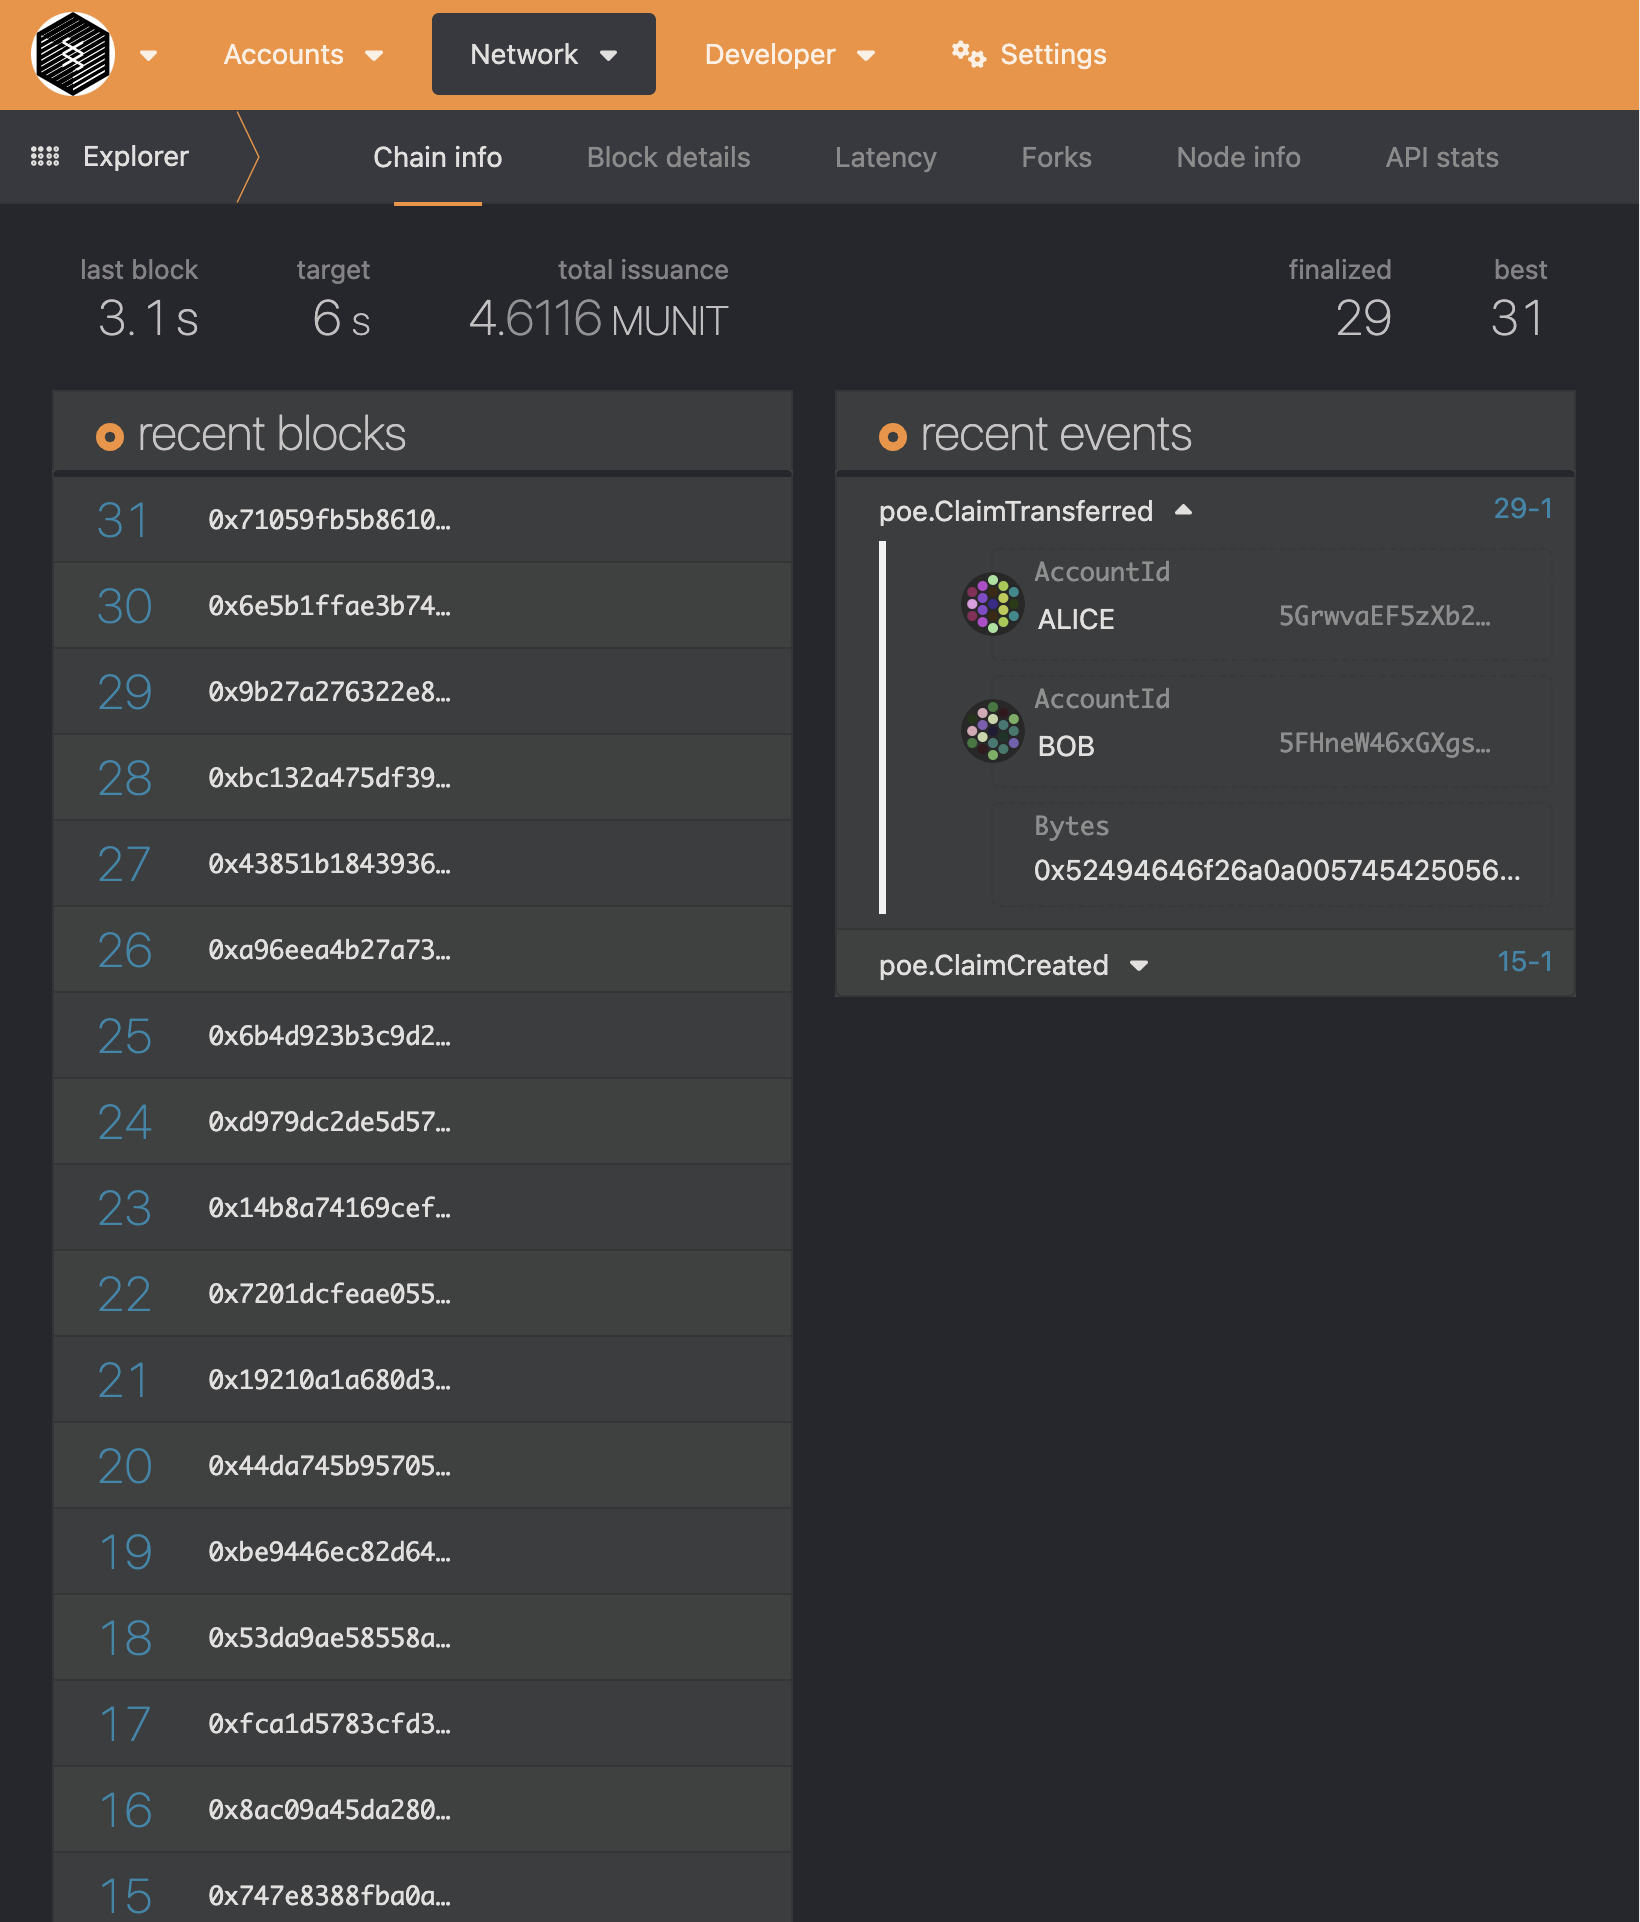 Accounts Network Developer Settings
Explorer Chain info Block details Latency Forks Node info API stats
last block target total issuance finalized best
3.1 s 6 s 4.6116 MUNIT 29 31
recent blocks
31 0x71059fb5b8610…
30 0x6e5b1ffae3b74…
29 0x9b27a276322e8…
28 0xbc132a475df39…
27 0x43851b1843936…
26 0xa96eea4b27a73…
25 0x6b4d923b3c9d2…
24 0xd979dc2de5d57…
23 0x14b8a74169cef…
22 0x7201dcfeae055…
21 0x19210a1a680d3…
20 0x44da745b95705…
19 0xbe9446ec82d64…
18 0x53da9ae58558a…
17 0xfca1d5783cfd3…
16 0x8ac09a45da280…
15 0x747e8388fba0a…
recent events
poe.ClaimTransferred 29-1
AccountId
ALICE 5GrwvaEF5zXb2…
AccountId
BOB 5FHneW46xGXgs…
Bytes
0x52494646f26a0a005745425056…
poe.ClaimCreated 15-1